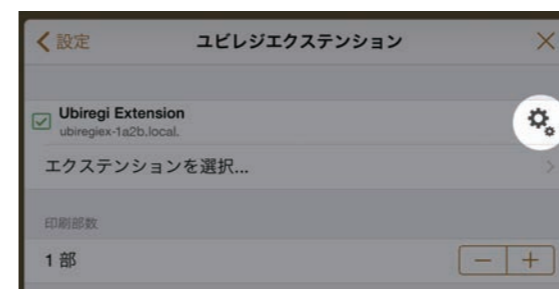 設定
ユビレジエクステンション
Ubiregi Extension
ubiregiex-1a2b.local.
エクステンションを選択...
印刷部数
1 部